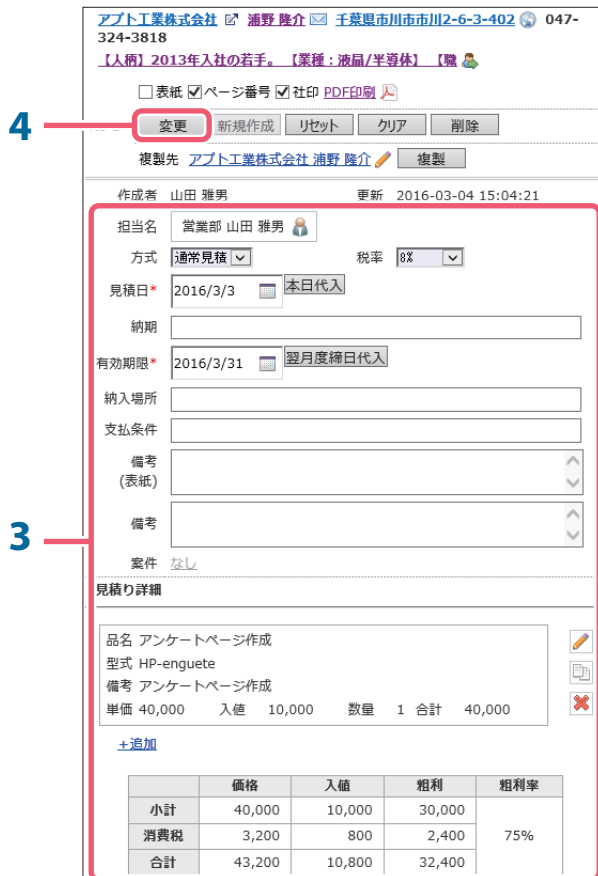 アプト工業株式会社 浦野 隆介 千葉県市川市市川2-6-3-402 047-
324-3818
【人柄】2013年入社の若手。 【業種：液晶/半導体】 【職
表紙 ページ番号 社印 PDF印刷
4
変更 新規作成 リセット クリア 削除
複製先 アプト工業株式会社 浦野 隆介 複製
作成者 山田 雅男 更新 2016-03-04 15:04:21
担当名 営業部 山田 雅男
方式 通常見積 税率 8%
見積日* 2016/3/3 本日代入
納期
有効期限* 2016/3/31 翌月度締日代入
納入場所
支払条件
備考
(表紙)
3
備考
案件 なし
見積り詳細
品名 アンケートページ作成
型式 HP-enguete
備考 アンケートページ作成
単価 40,000 入値 10,000 数量 1 合計 40,000
+追加
価格 入値 粗利 粗利率
小計 40,000 10,000 30,000
消費税 3,200 800 2,400 75%
合計 43,200 10,800 32,400